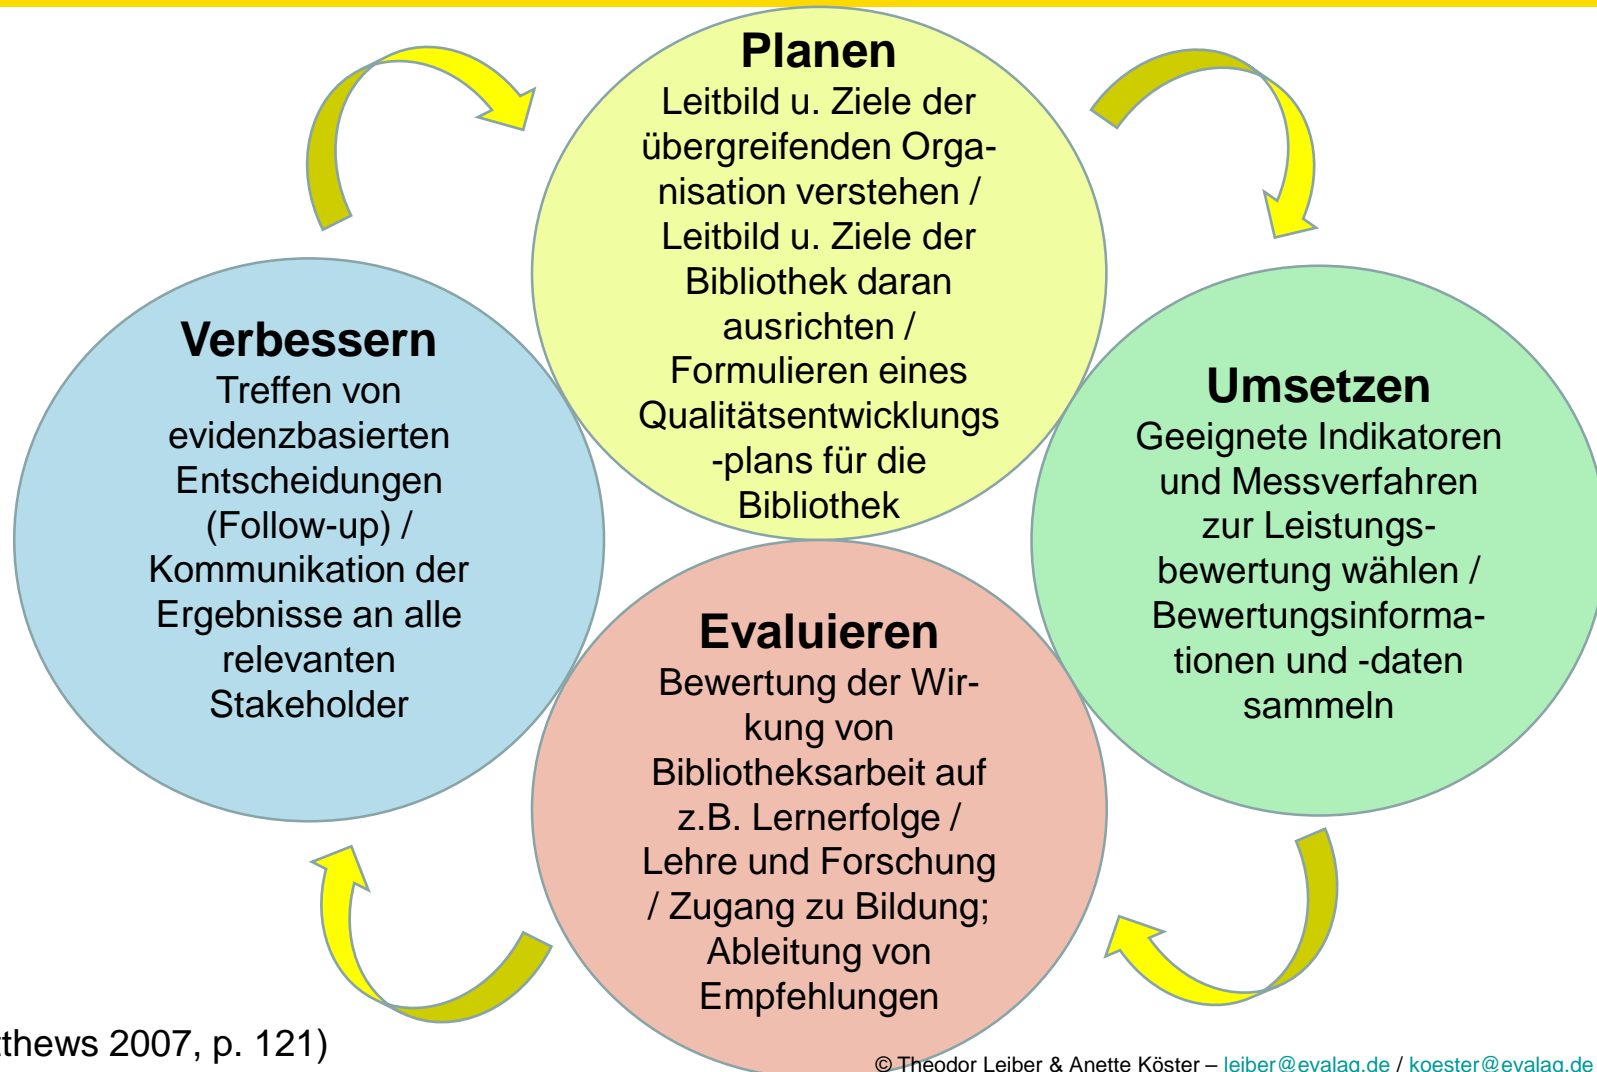 Planen
Leitbild u. Ziele der
übergreifenden Orga-
nisation verstehen /
Leitbild u. Ziele der
Bibliothek daran
ausrichten /
Formulieren eines
Qualitätsentwicklungs
-plans für die
Bibliothek
Umsetzen
Geeignete Indikatoren
und Messverfahren
zur Leistungs-
bewertung wählen /
Bewertungsinforma-
tionen und -daten
sammeln
Evaluieren
Bewertung der Wir-
kung von
Bibliotheksarbeit auf
z.B. Lernerfolge /
Lehre und Forschung
/ Zugang zu Bildung;
Ableitung von
Empfehlungen
Verbessern
Treffen von
evidenzbasierten
Entscheidungen
(Follow-up) /
Kommunikation der
Ergebnisse an alle
relevanten
Stakeholder
tthews 2007, p. 121)
© Theodor Leiber & Anette Köster – leiber@evalag.de / koester@evalag.de